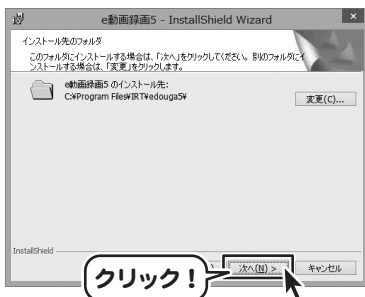 e動画録画5 - InstallShield Wizard
インストール先のフォルダ
このフォルダにインストールする場合は、「次へ」をクリックしてください。別のフォルダにイ
ンストールする場合は、「変更」をクリックします。
e動画録画5 のインストール先:
C:¥Program Files¥IRT¥edouga5¥
変更(C)...
InstallShield
次へ(N) >
キャンセル
クリック！